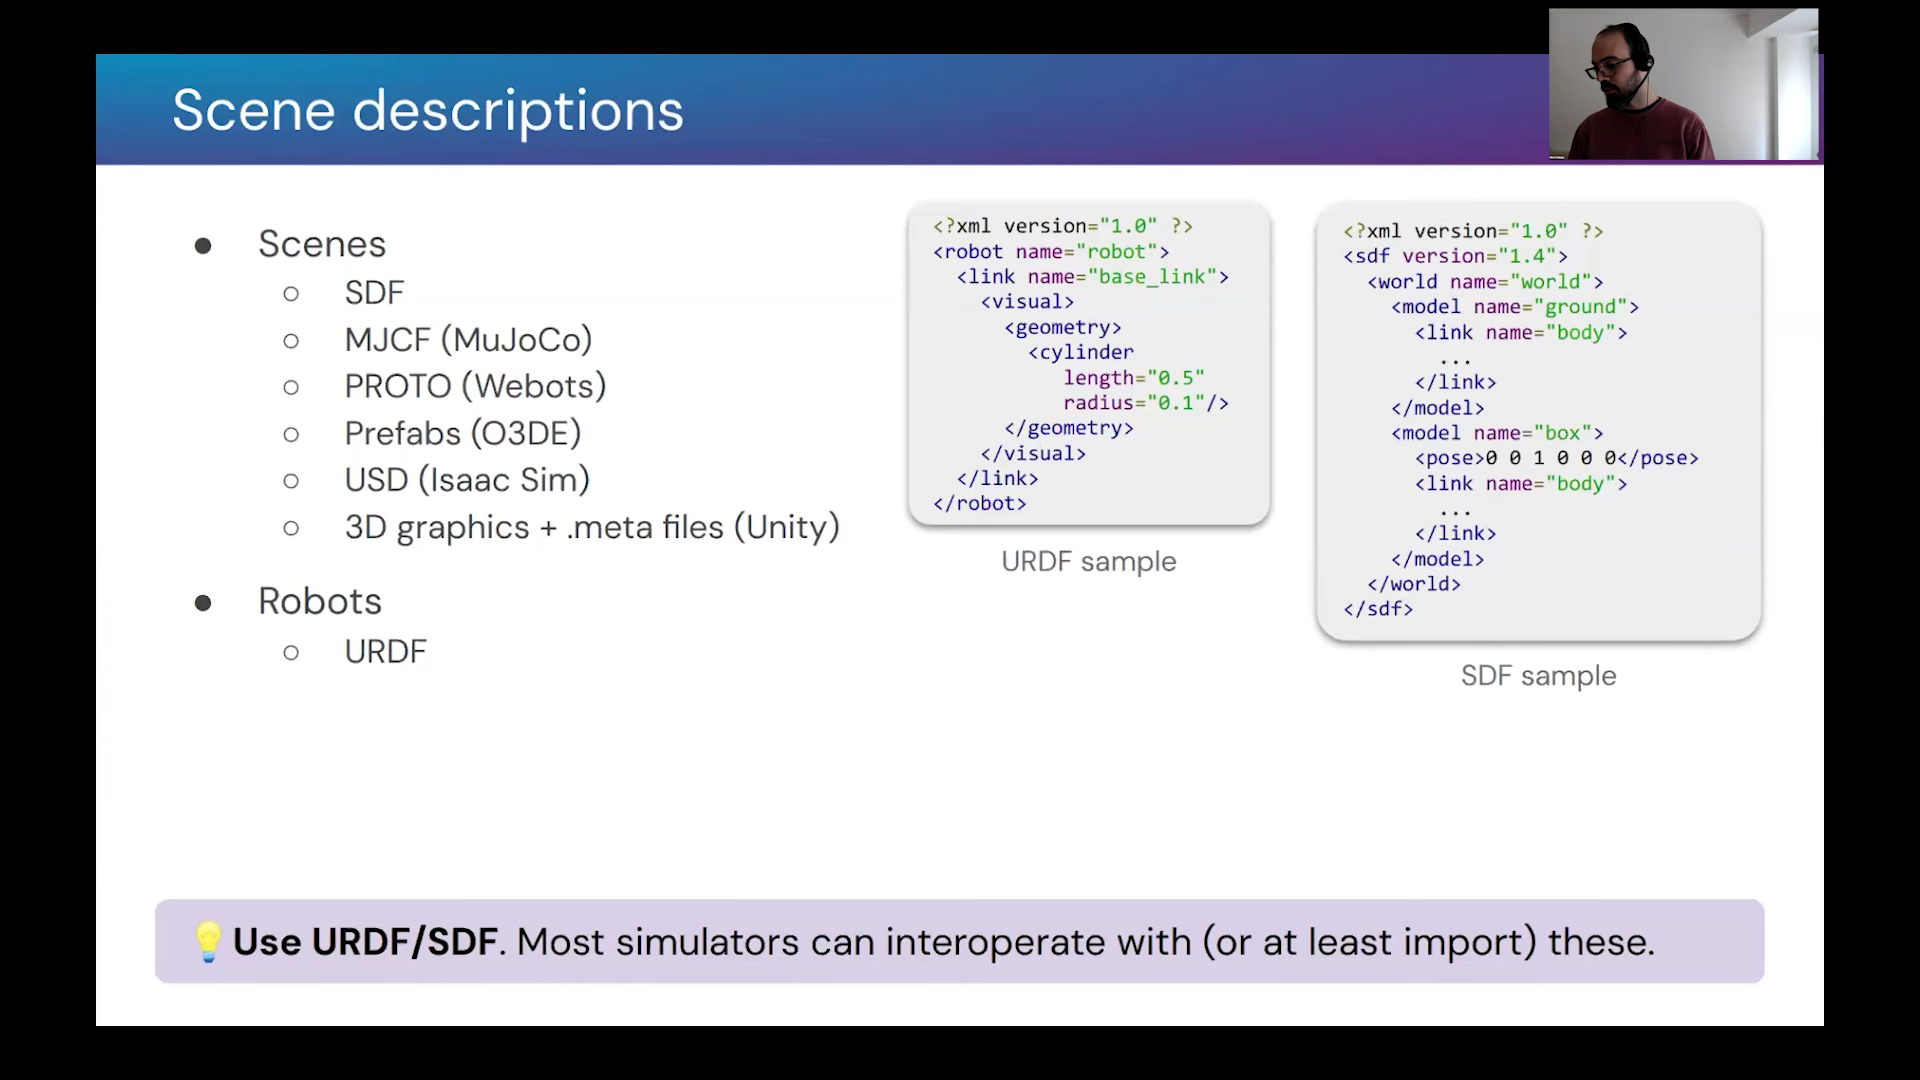 Scene descriptions
● Scenes
○ SDF
○ MJCF (MuJoCo)
○ PROTO (Webots)
○ Prefabs (O3DE)
○ USD (Isaac Sim)
○ 3D graphics + .meta files (Unity)
● Robots
○ URDF
<?xml version="1.0" ?>
<robot name="robot">
<link name="base_link">
<visual>
<geometry>
<cylinder
length="0.5"
radius="0.1"/>
</geometry>
</visual>
</link>
</robot>
URDF sample
<?xml version="1.0" ?>
<sdf version="1.4">
<world name="world">
<model name="ground">
<link name="body">
...
</link>
</model>
<model name="box">
<pose>0 0 1 0 0 0</pose>
<link name="body">
...
</link>
</model>
</world>
</sdf>
SDF sample
💡Use URDF/SDF. Most simulators can interoperate with (or at least import) these.